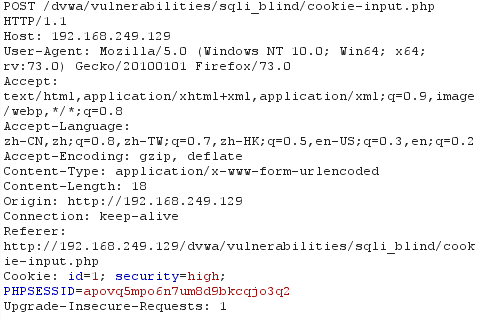 POST /dvwa/vulnerabilities/sqli_blind/cookie-input.php
HTTP/1.1
Host: 192.168.249.129
User-Agent: Mozilla/5.0 (Windows NT 10.0; Win64; x64;
rv:73.0) Gecko/20100101 Firefox/73.0
Accept:
text/html,application/xhtml+xml,application/xml;q=0.9,image
/webp,*/*;q=0.8
Accept-Language:
zh-CN,zh;q=0.8,zh-TW;q=0.7,zh-HK;q=0.5,en-US;q=0.3,en;q=0.2
Accept-Encoding: gzip, deflate
Content-Type: application/x-www-form-urlencoded
Content-Length: 18
Origin: http://192.168.249.129
Connection: keep-alive
Referer:
http://192.168.249.129/dvwa/vulnerabilities/sqli_blind/cook
ie-input.php
Cookie: id=1; security=high;
PHPSESSID=apovq5mpo6n7um8d9bkcqjo3q2
Upgrade-Insecure-Requests: 1